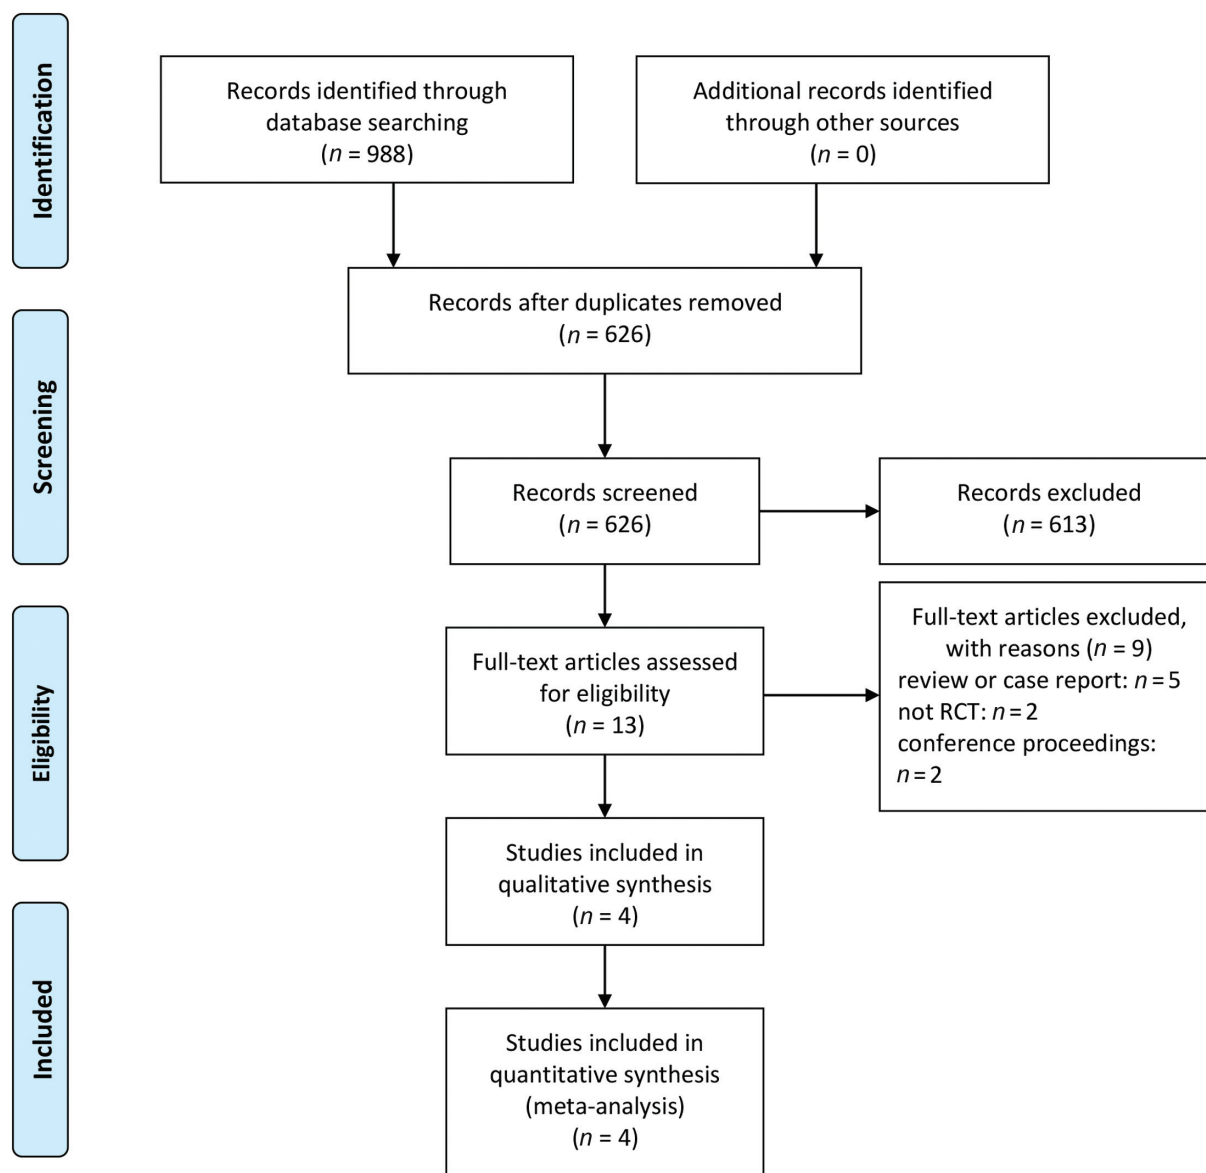 Identification
Records identified through
database searching
(n = 988)
Additional records identified
through other sources
(n = 0)
Records after duplicates removed
(n = 626)
Screening
Records screened
(n = 626)
Records excluded
(n = 613)
Eligibility
Full-text articles assessed
for eligibility
(n = 13)
Full-text articles excluded,
with reasons (n = 9)
review or case report: n = 5
not RCT: n = 2
conference proceedings:
n = 2
Studies included in
qualitative synthesis
(n = 4)
Included
Studies included in
quantitative synthesis
(meta-analysis)
(n = 4)